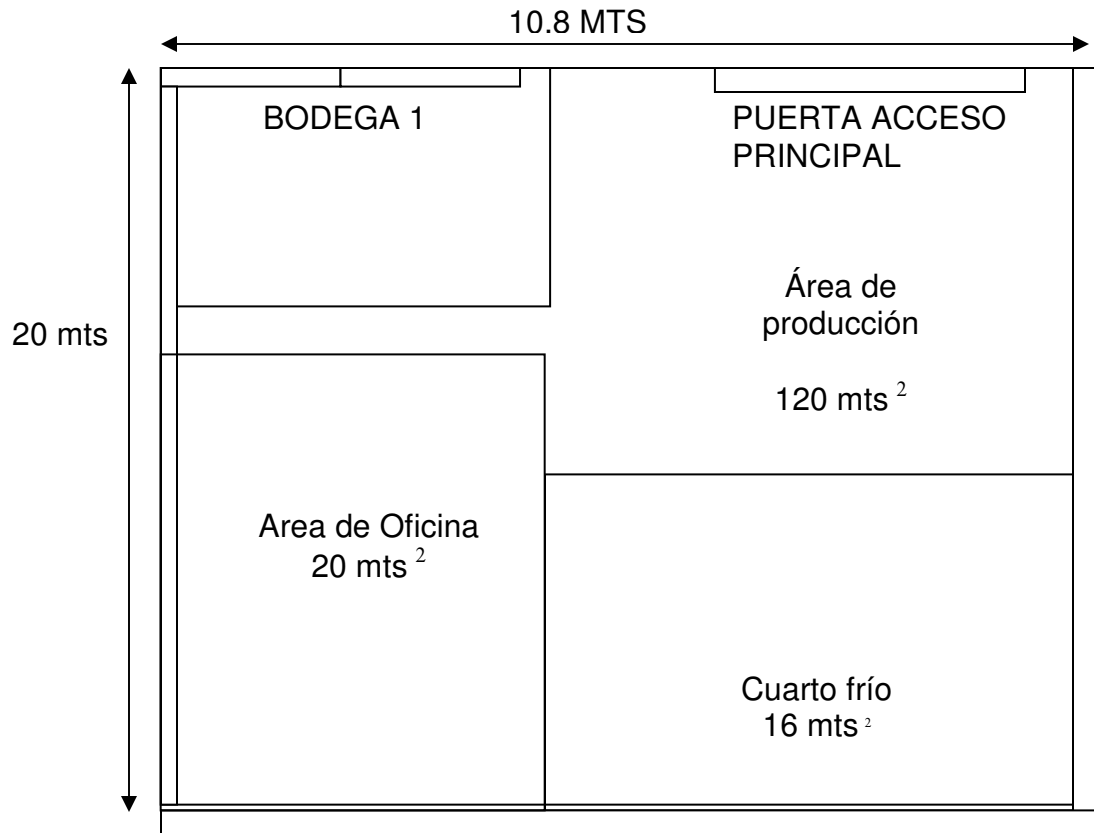 10.8 MTS
BODEGA 1
PUERTA ACCESO
PRINCIPAL
Área de
producción
20 mts
120 mts ²
Area de Oficina
20 mts ²
Cuarto frío
16 mts ²